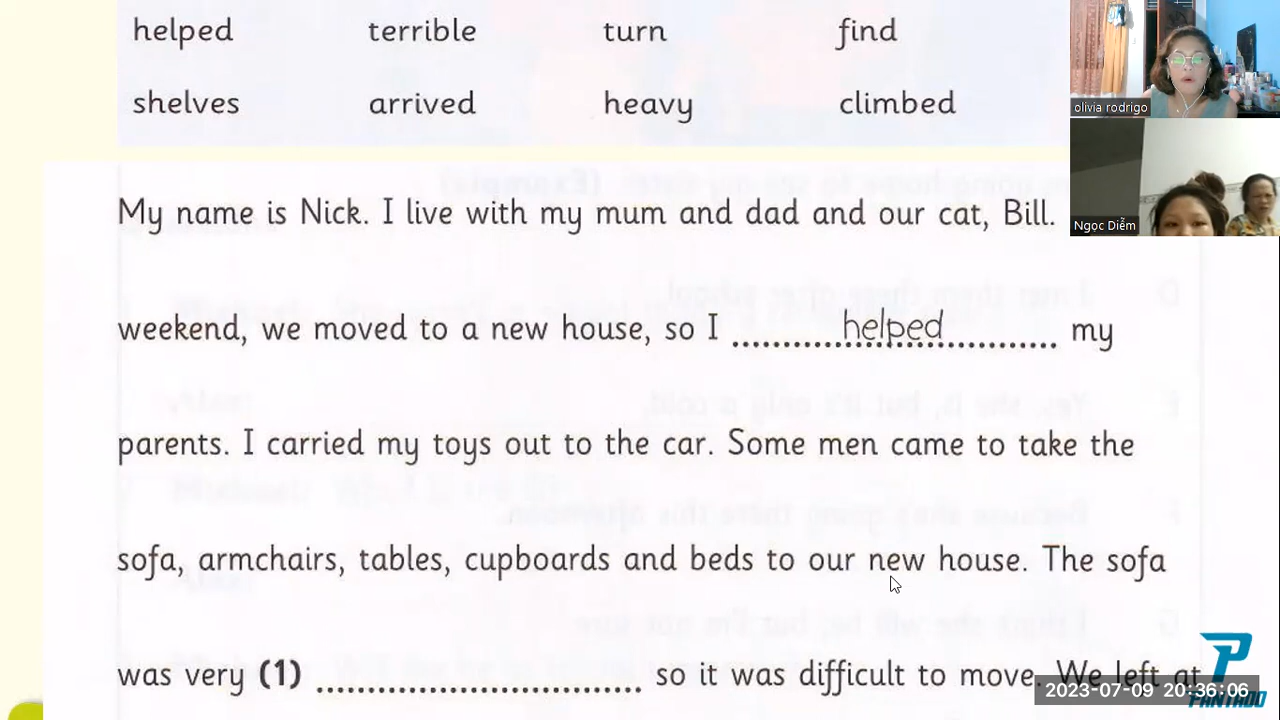 helped terrible turn find
shelves arrived heavy climbed
olivia rodrigo
Ngọc Diễm
My name is Nick. I live with my mum and dad and our cat, Bill.
weekend, we moved to a new house, so I helped my
parents. I carried my toys out to the car. Some men came to take the
sofa, armchairs, tables, cupboards and beds to our new house. The sofa
was very (1) ........................... so it was difficult to move. We left at
2023-07-09 20:36:06
PANTADO